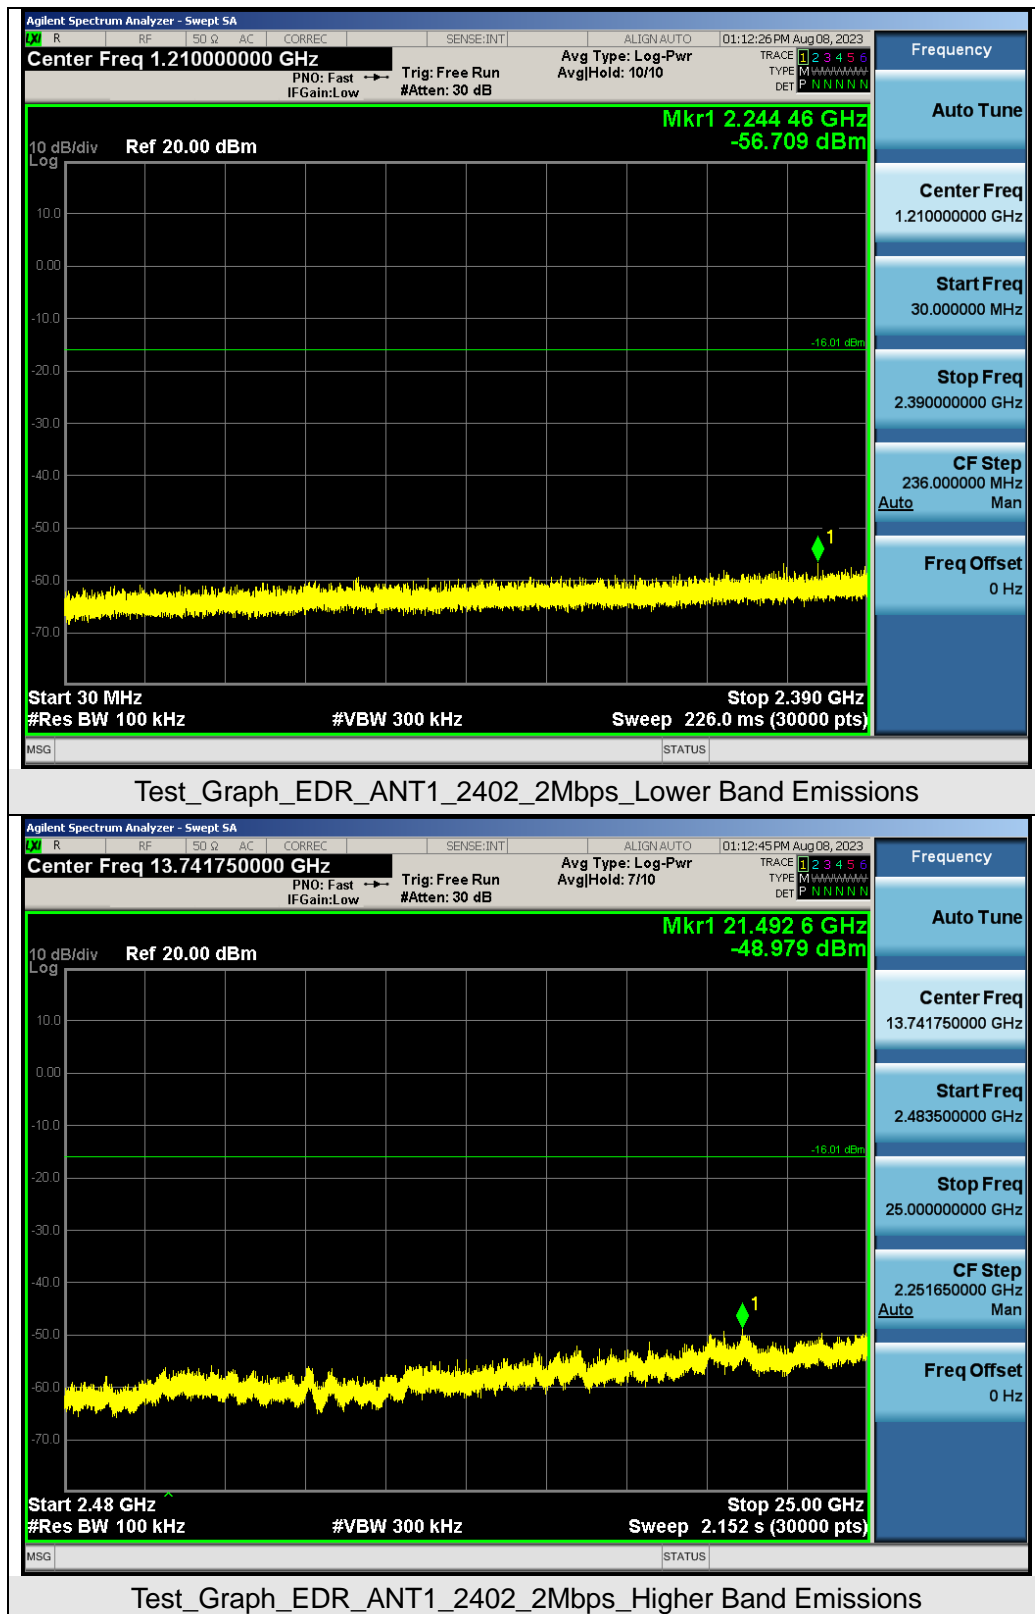 Agilent Spectrum Analyzer - Swept SA
LXI R RF 50 Ω AC CORREC SENSE:INT ALIGN AUTO 01:12:26 PM Aug 08, 2023
Center Freq 1.210000000 GHz
PNO: Fast
IFGain:Low
Trig: Free Run
#Atten: 30 dB
Avg Type: Log-Pwr
Avg|Hold: 10/10
TRACE 1 2 3 4 5 6
TYPE M
DET P N N N N N
Mkr1 2.244 46 GHz
-56.709 dBm
10 dB/div Ref 20.00 dBm
Log
10.0
0.00
-10.0
-16.01 dBm
-20.0
-30.0
-40.0
-50.0
1
-60.0
-70.0
Start 30 MHz Stop 2.390 GHz
#Res BW 100 kHz #VBW 300 kHz Sweep 226.0 ms (30000 pts)
MSG STATUS
Frequency
Auto Tune
Center Freq
1.210000000 GHz
Start Freq
30.000000 MHz
Stop Freq
2.390000000 GHz
CF Step
236.000000 MHz
Auto Man
Freq Offset
0 Hz
Test_Graph_EDR_ANT1_2402_2Mbps_Lower Band Emissions
Agilent Spectrum Analyzer - Swept SA
LXI R RF 50 Ω AC CORREC SENSE:INT ALIGN AUTO 01:12:45 PM Aug 08, 2023
Center Freq 13.741750000 GHz
PNO: Fast
IFGain:Low
Trig: Free Run
#Atten: 30 dB
Avg Type: Log-Pwr
Avg|Hold: 7/10
TRACE 1 2 3 4 5 6
TYPE M
DET P N N N N N
Mkr1 21.492 6 GHz
-48.979 dBm
10 dB/div Ref 20.00 dBm
Log
10.0
0.00
-10.0
-16.01 dBm
-20.0
-30.0
-40.0
1
-50.0
-60.0
-70.0
Start 2.48 GHz Stop 25.00 GHz
#Res BW 100 kHz #VBW 300 kHz Sweep 2.152 s (30000 pts)
MSG STATUS
Frequency
Auto Tune
Center Freq
13.741750000 GHz
Start Freq
2.483500000 GHz
Stop Freq
25.000000000 GHz
CF Step
2.251650000 GHz
Auto Man
Freq Offset
0 Hz
Test_Graph_EDR_ANT1_2402_2Mbps_Higher Band Emissions